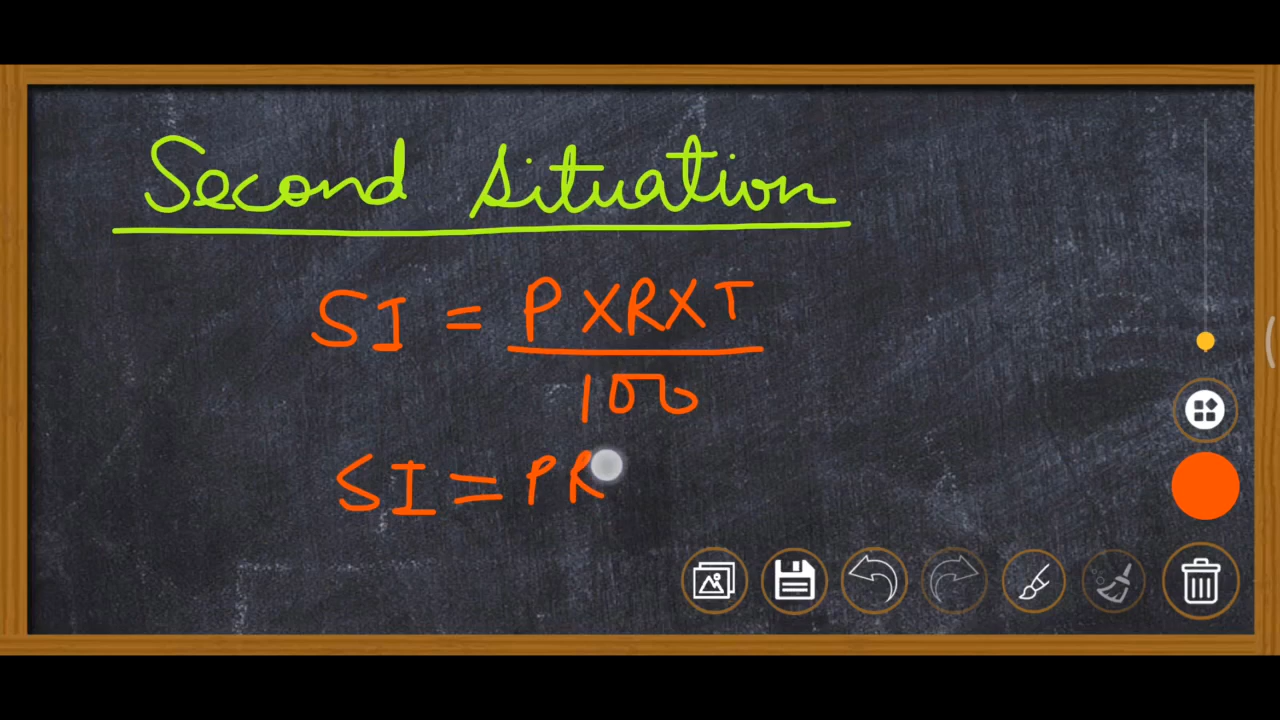 Second Situation
SI = P X R X T
100
SI = PR